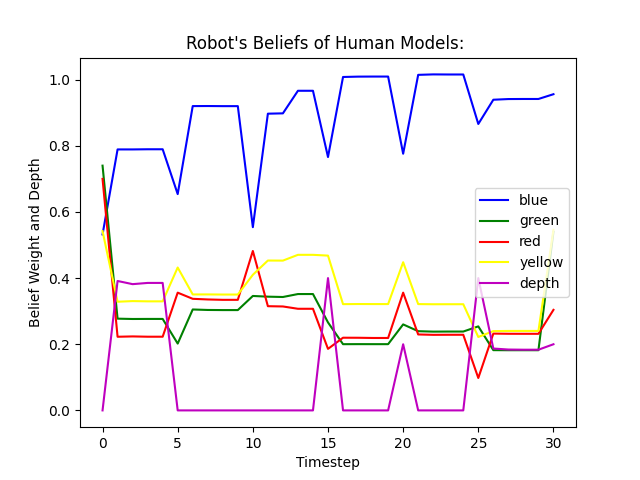 Robot's Beliefs of Human Models:
Belief Weight and Depth
1.0
0.8
0.6
0.4
0.2
0.0
blue
green
red
yellow
depth
0 5 10 15 20 25 30
Timestep